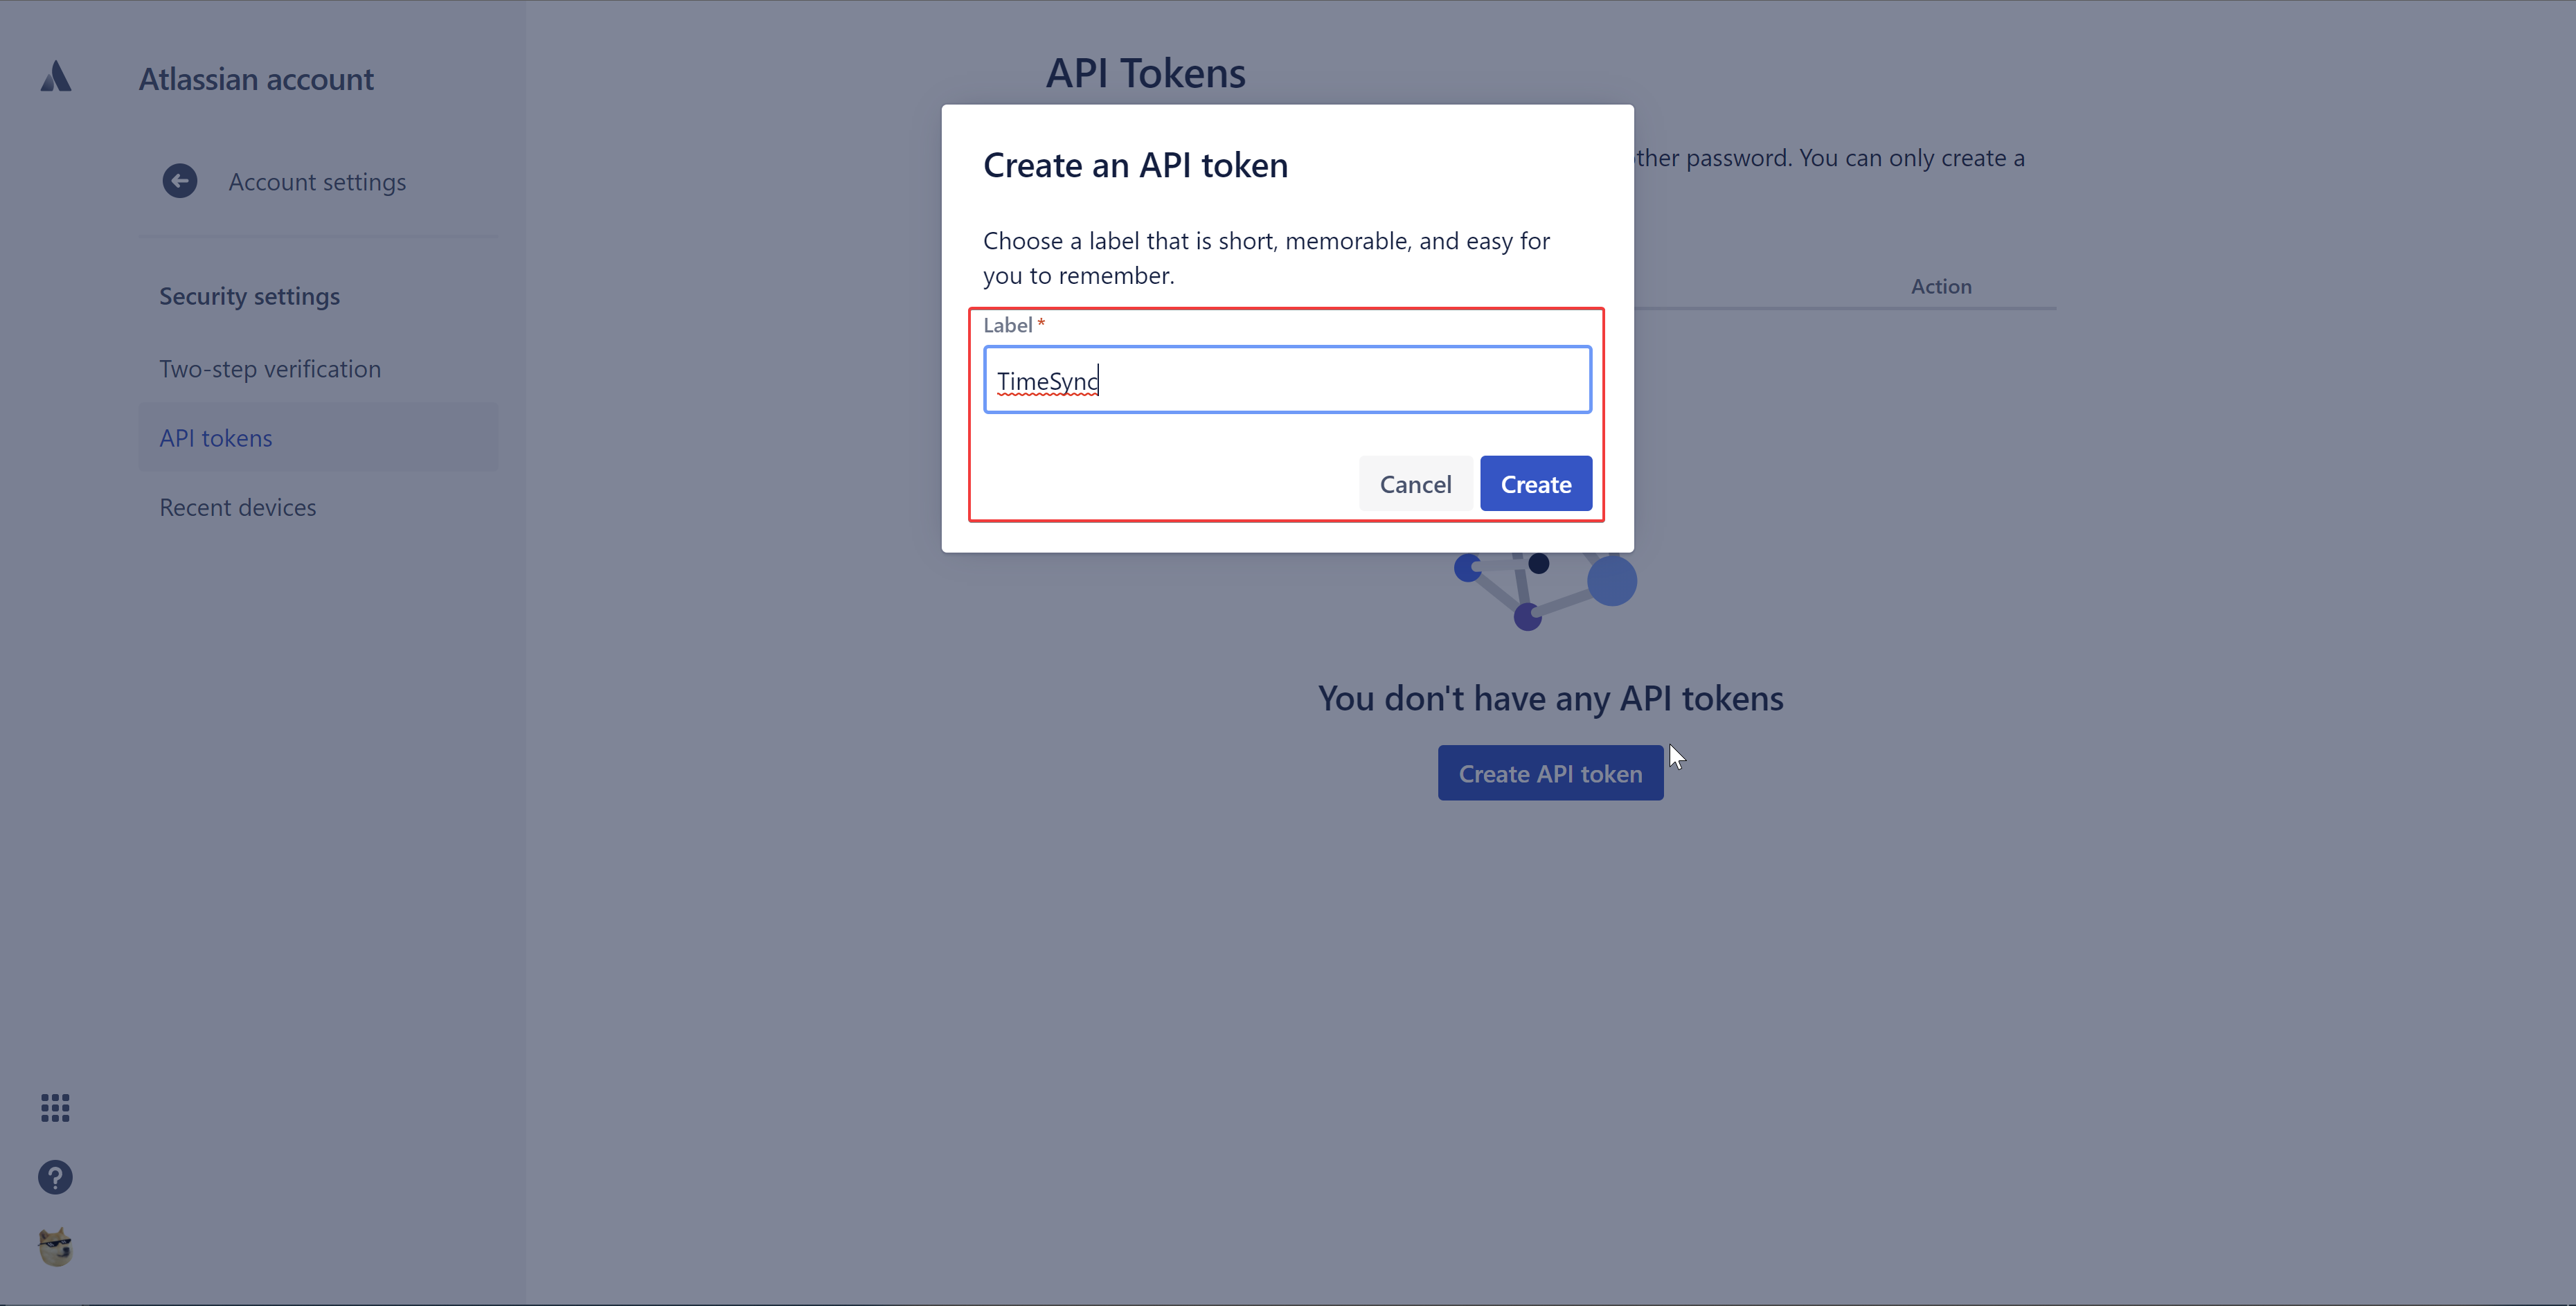 Atlassian account
Account settings
Security settings
Two-step verification
API tokens
Recent devices
API Tokens
password. You can only create a
Action
Create an API token
Choose a label that is short, memorable, and easy for
you to remember.
Label *
TimeSync
Cancel
Create
You don't have any API tokens
Create API token